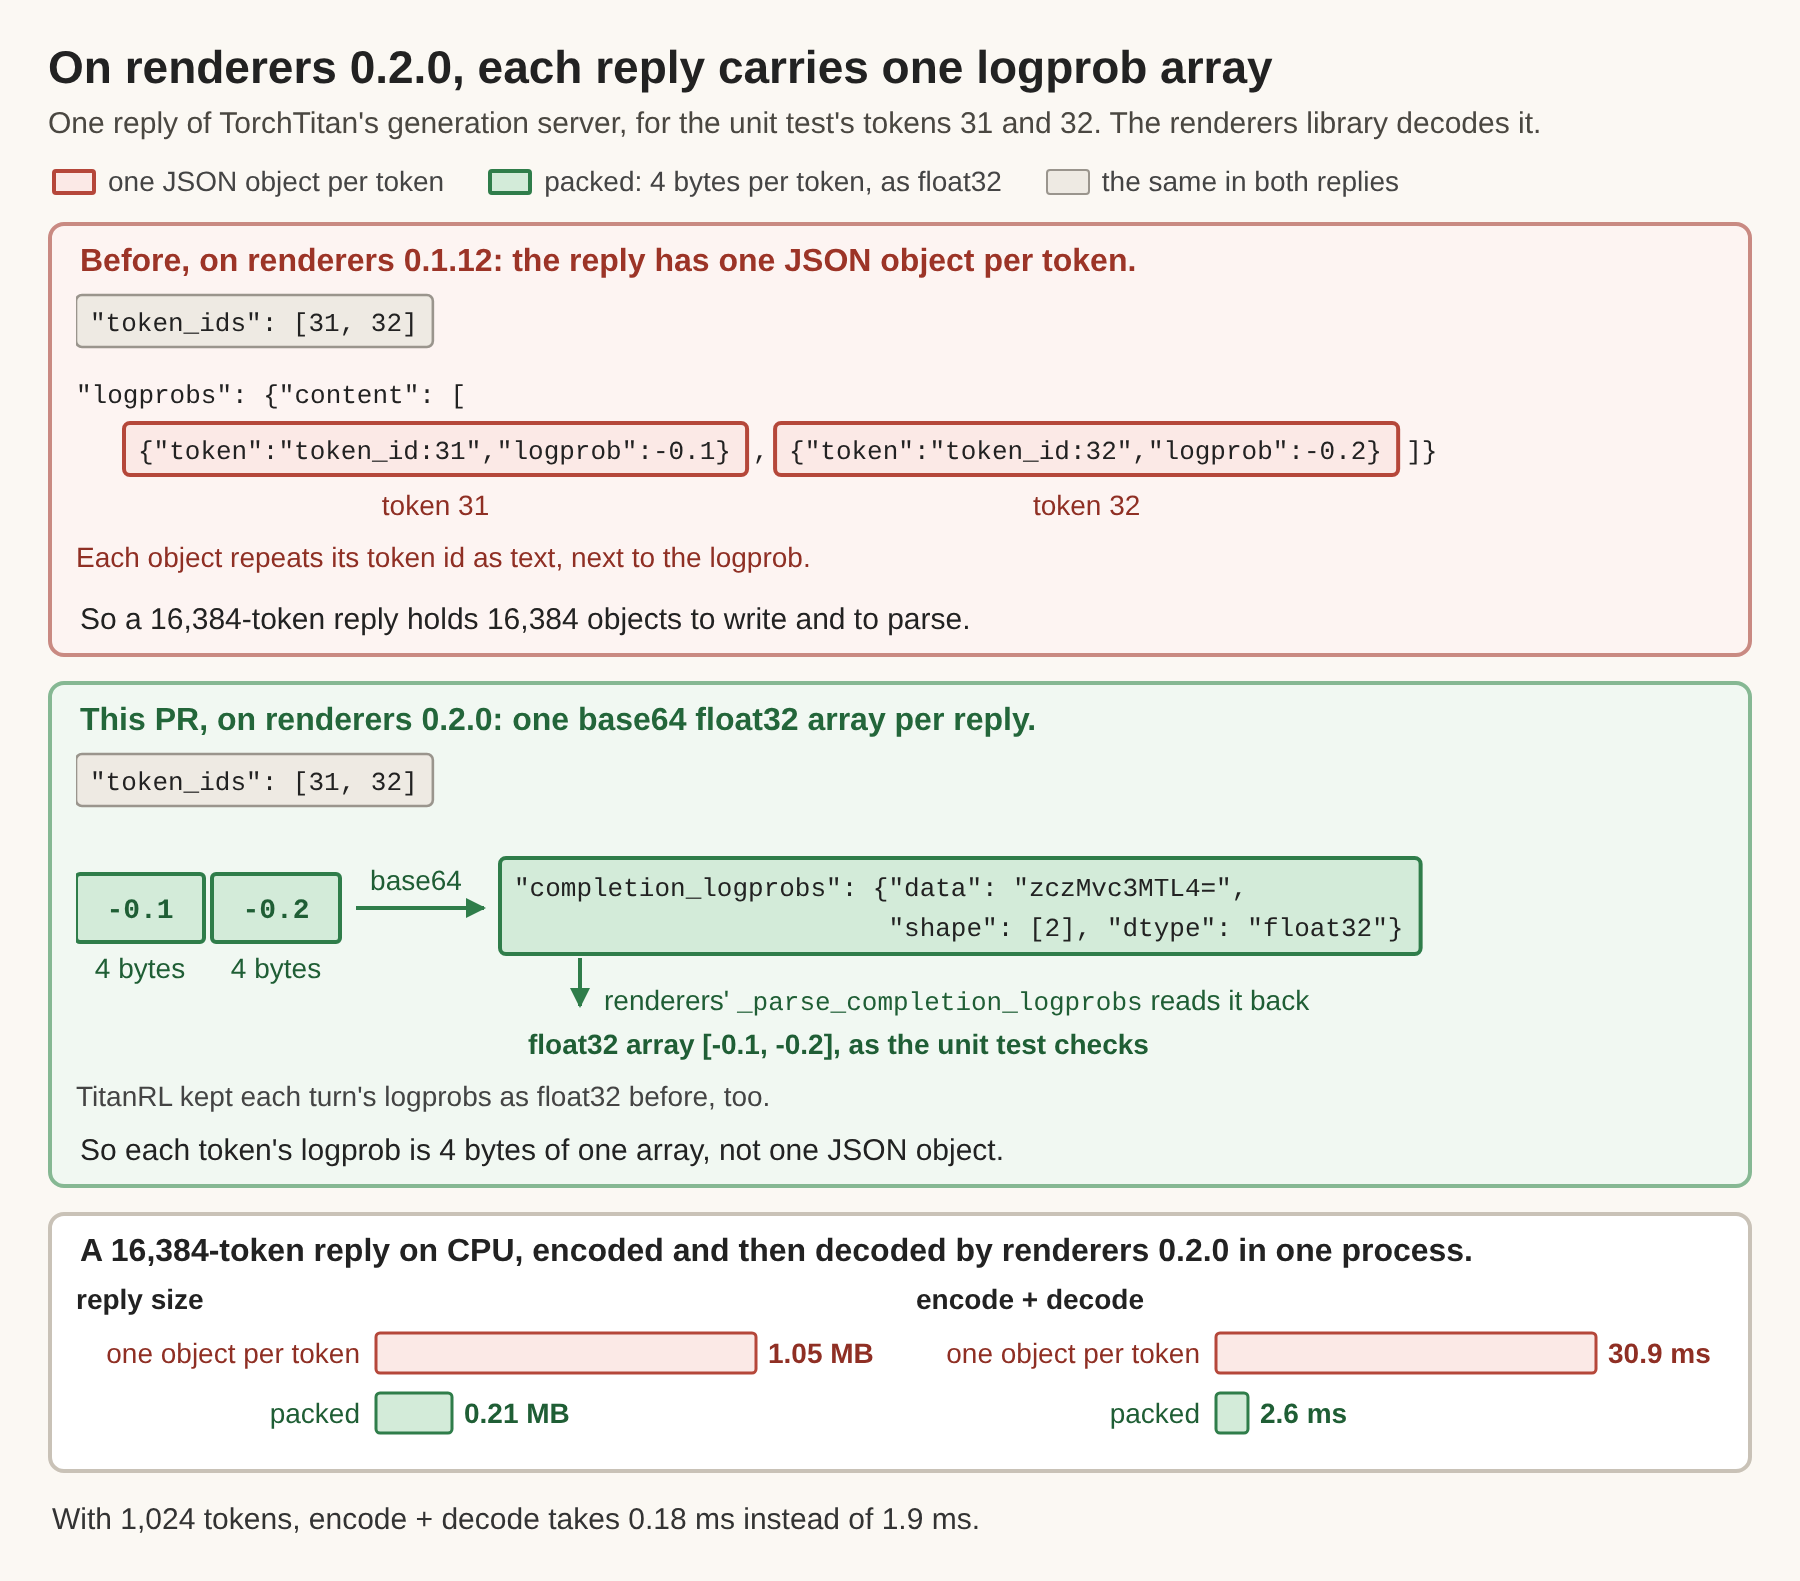 On renderers 0.2.0, each reply carries one logprob array
One reply of TorchTitan's generation server, for the unit test's tokens 31 and 32. The renderers library decodes it.
one JSON object per token
packed: 4 bytes per token, as float32
the same in both replies
Before, on renderers 0.1.12: the reply has one JSON object per token.
"token_ids": [31, 32]
"logprobs": {"content": [
{"token":"token_id:31","logprob":-0.1} , {"token":"token_id:32","logprob":-0.2} ]}
token 31
token 32
Each object repeats its token id as text, next to the logprob.
So a 16,384-token reply holds 16,384 objects to write and to parse.
This PR, on renderers 0.2.0: one base64 float32 array per reply.
"token_ids": [31, 32]
-0.1
-0.2
4 bytes
4 bytes
base64
"completion_logprobs": {"data": "zczMvc3MTL4=",
"shape": [2], "dtype": "float32"}
renderers' _parse_completion_logprobs reads it back
float32 array [-0.1, -0.2], as the unit test checks
TitanRL kept each turn's logprobs as float32 before, too.
So each token's logprob is 4 bytes of one array, not one JSON object.
A 16,384-token reply on CPU, encoded and then decoded by renderers 0.2.0 in one process.
reply size
one object per token
1.05 MB
packed
0.21 MB
encode + decode
one object per token
30.9 ms
packed
2.6 ms
With 1,024 tokens, encode + decode takes 0.18 ms instead of 1.9 ms.